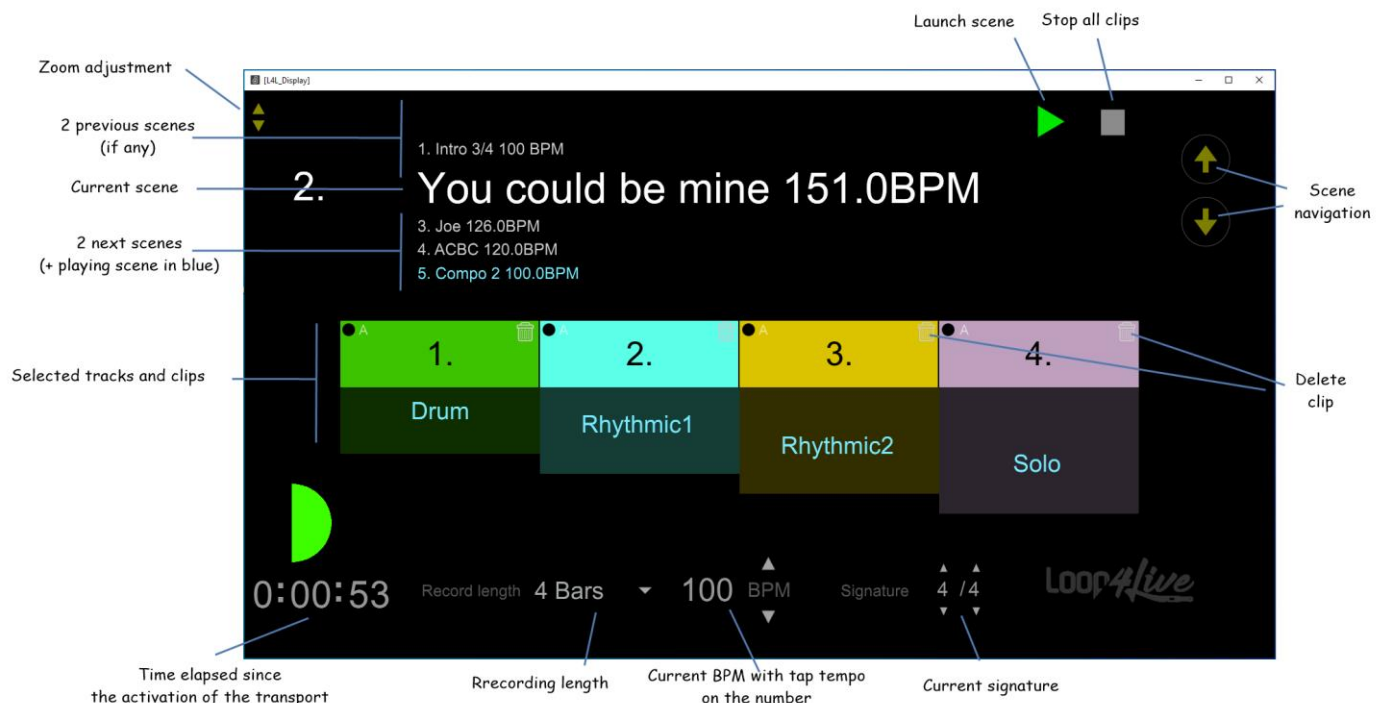 Launch scene
Stop all clips
Zoom adjustment
[L4L_Display]
2 previous scenes
(if any)
1. Intro 3/4 100 BPM
Current scene
2.
You could be mine 151.0BPM
Scene
navigation
2 next scenes
(+ playing scene in blue)
3. Joe 126.0BPM
4. ACBC 120.0BPM
5. Compo 2 100.0BPM
Selected tracks and clips
A
1.
A
2.
A
3.
A
4.
Delete
clip
Drum
Rhythmic1
Rhythmic2
Solo
0:00:53
Record length
4 Bars
100
BPM
Signature
4 /4
Loop4Live
Time elapsed since
the activation of the transport
Rrecording length
Current BPM with tap tempo
on the number
Current signature